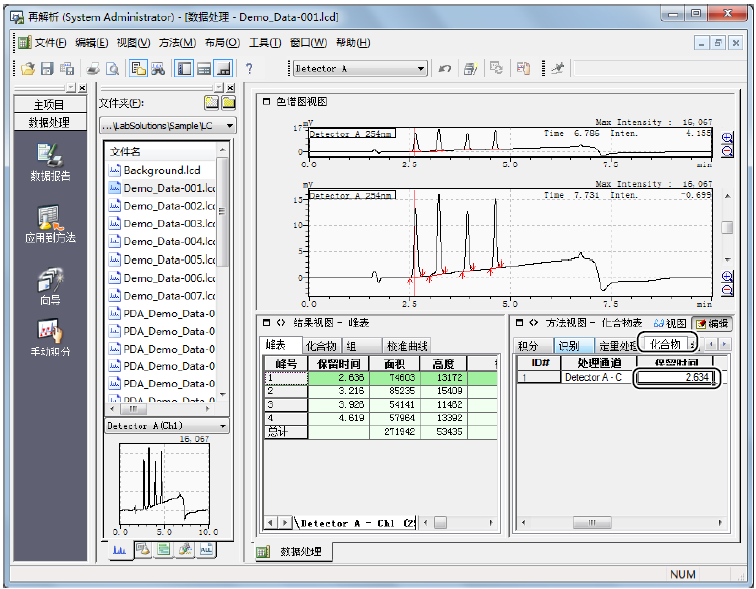 再解析 (System Administrator) - [数据处理 - Demo_Data-001.lcd]
文件(F) 编辑(E) 视图(V) 方法(M) 布局(O) 工具(T) 窗口(W) 帮助(H)
Detector A
主项目
数据处理
数据报告
应用到方法
向导
手动积分
文件夹(F):
...\LabSolutions\Sample\LC
文件名
Background.lcd
Demo_Data-001.lcd
Demo_Data-002.lcd
Demo_Data-003.lcd
Demo_Data-004.lcd
Demo_Data-005.lcd
Demo_Data-006.lcd
Demo_Data-007.lcd
PDA_Demo_Data-0
PDA_Demo_Data-0
PDA_Demo_Data-0
PDA_Demo_Data-0
PDA_Demo_Data-0
Detector A(Ch1)
16.067
0.0 5.0 10.0
色谱图视图
mV Max Intensity : 16,067
17 Detector A 254nm Time 6.786 Inten. 4.155
0
0.0 2.5 5.0 7.5 min
mV Max Intensity : 16,067
Detector A 254nm Time 7.731 Inten. -0.699
15
10
5
0
0.0 2.5 5.0 7.5 min
结果视图 - 峰表
峰表 化合物 组 校准曲线
峰号 保留时间 面积 高度
1 2.636 74603 13172
2 3.216 85235 15409
3 3.926 54141 11462
4 4.619 57964 13392
总计 271942 53435
Detector A - Ch1 (2
方法视图 - 化合物表 视图 编辑
积分 识别 定量处理 化合物
ID# 处理通道 保留时间
1 Detector A - C 2.634
数据处理
NUM